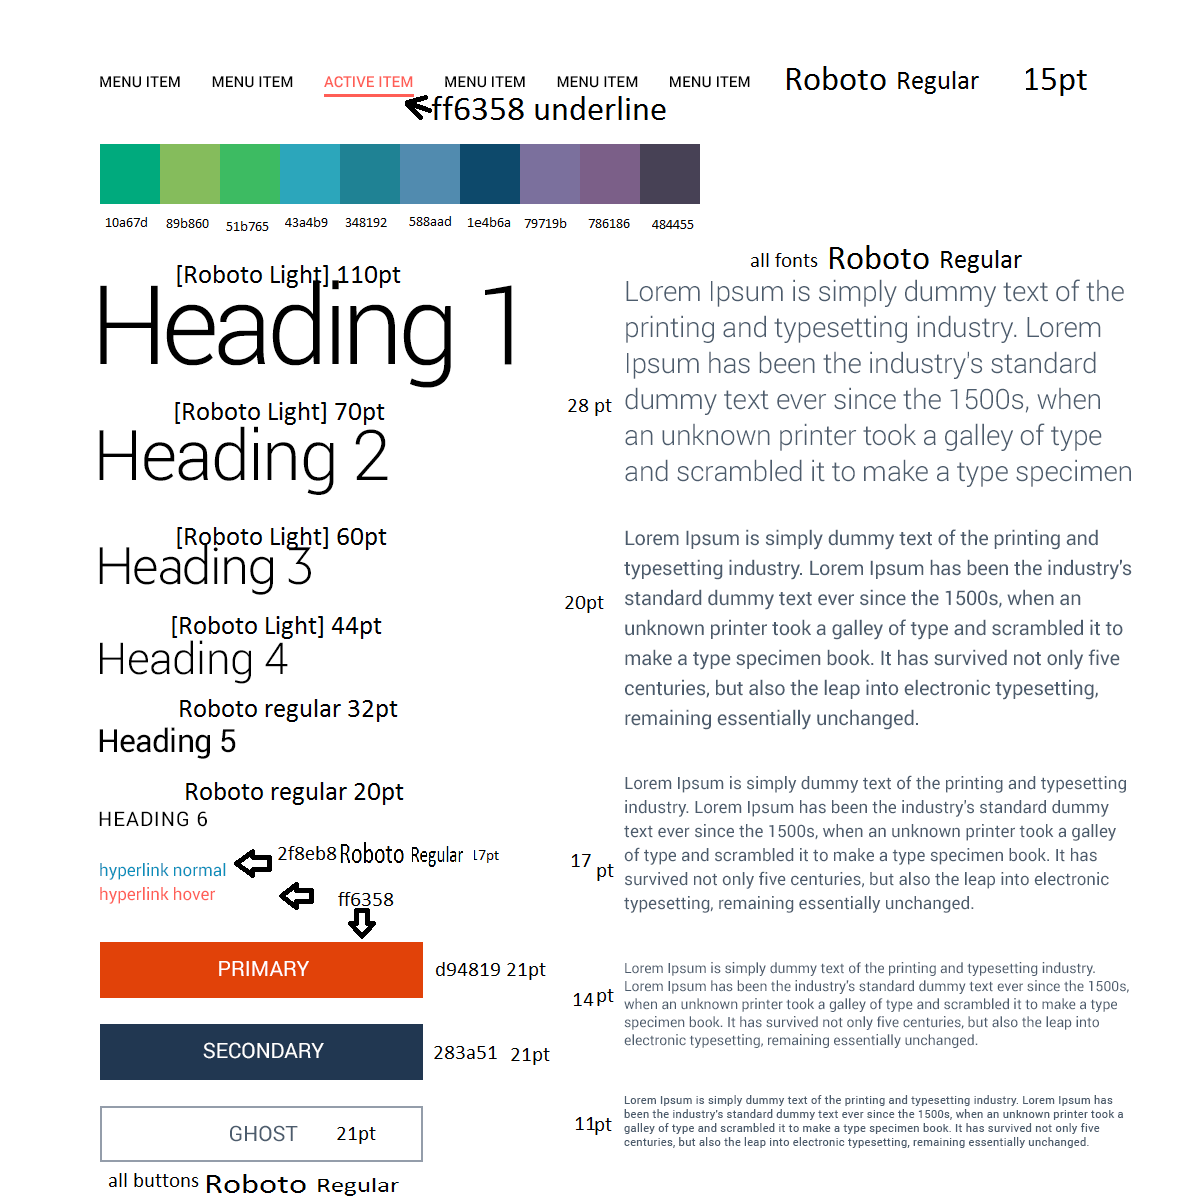 MENU ITEM MENU ITEM ACTIVE ITEM MENU ITEM MENU ITEM MENU ITEM Roboto Regular 15pt
ff6358 underline
10a67d 89b860 51b765 43a4b9 348192 588aad 1e4b6a 79719b 786186 484455
[Roboto Light] 110pt
Heading 1
[Roboto Light] 70pt
Heading 2
[Roboto Light] 60pt
Heading 3
[Roboto Light] 44pt
Heading 4
Roboto regular 32pt
Heading 5
Roboto regular 20pt
HEADING 6
2f8eb8 Roboto Regular 17pt
hyperlink normal
hyperlink hover
ff6358
PRIMARY d94819 21pt
SECONDARY 283a51 21pt
GHOST 21pt
all buttons Roboto Regular
all fonts Roboto Regular
Lorem Ipsum is simply dummy text of the
printing and typesetting industry. Lorem
Ipsum has been the industry's standard
28 pt dummy text ever since the 1500s, when
an unknown printer took a galley of type
and scrambled it to make a type specimen
Lorem Ipsum is simply dummy text of the printing and
typesetting industry. Lorem Ipsum has been the industry's
20pt standard dummy text ever since the 1500s, when an
unknown printer took a galley of type and scrambled it to
make a type specimen book. It has survived not only five
centuries, but also the leap into electronic typesetting,
remaining essentially unchanged.
Lorem Ipsum is simply dummy text of the printing and typesetting
industry. Lorem Ipsum has been the industry's standard dummy
text ever since the 1500s, when an unknown printer took a galley
17 pt of type and scrambled it to make a type specimen book. It has
survived not only five centuries, but also the leap into electronic
typesetting, remaining essentially unchanged.
Lorem Ipsum is simply dummy text of the printing and typesetting industry.
Lorem Ipsum has been the industry's standard dummy text ever since the 1500s,
14 pt when an unknown printer took a galley of type and scrambled it to make a type
specimen book. It has survived not only five centuries, but also the leap into
electronic typesetting, remaining essentially unchanged.
Lorem Ipsum is simply dummy text of the printing and typesetting industry. Lorem Ipsum has
been the industry's standard dummy text ever since the 1500s, when an unknown printer took a
11pt galley of type and scrambled it to make a type specimen book. It has survived not only five
centuries, but also the leap into electronic typesetting, remaining essentially unchanged.